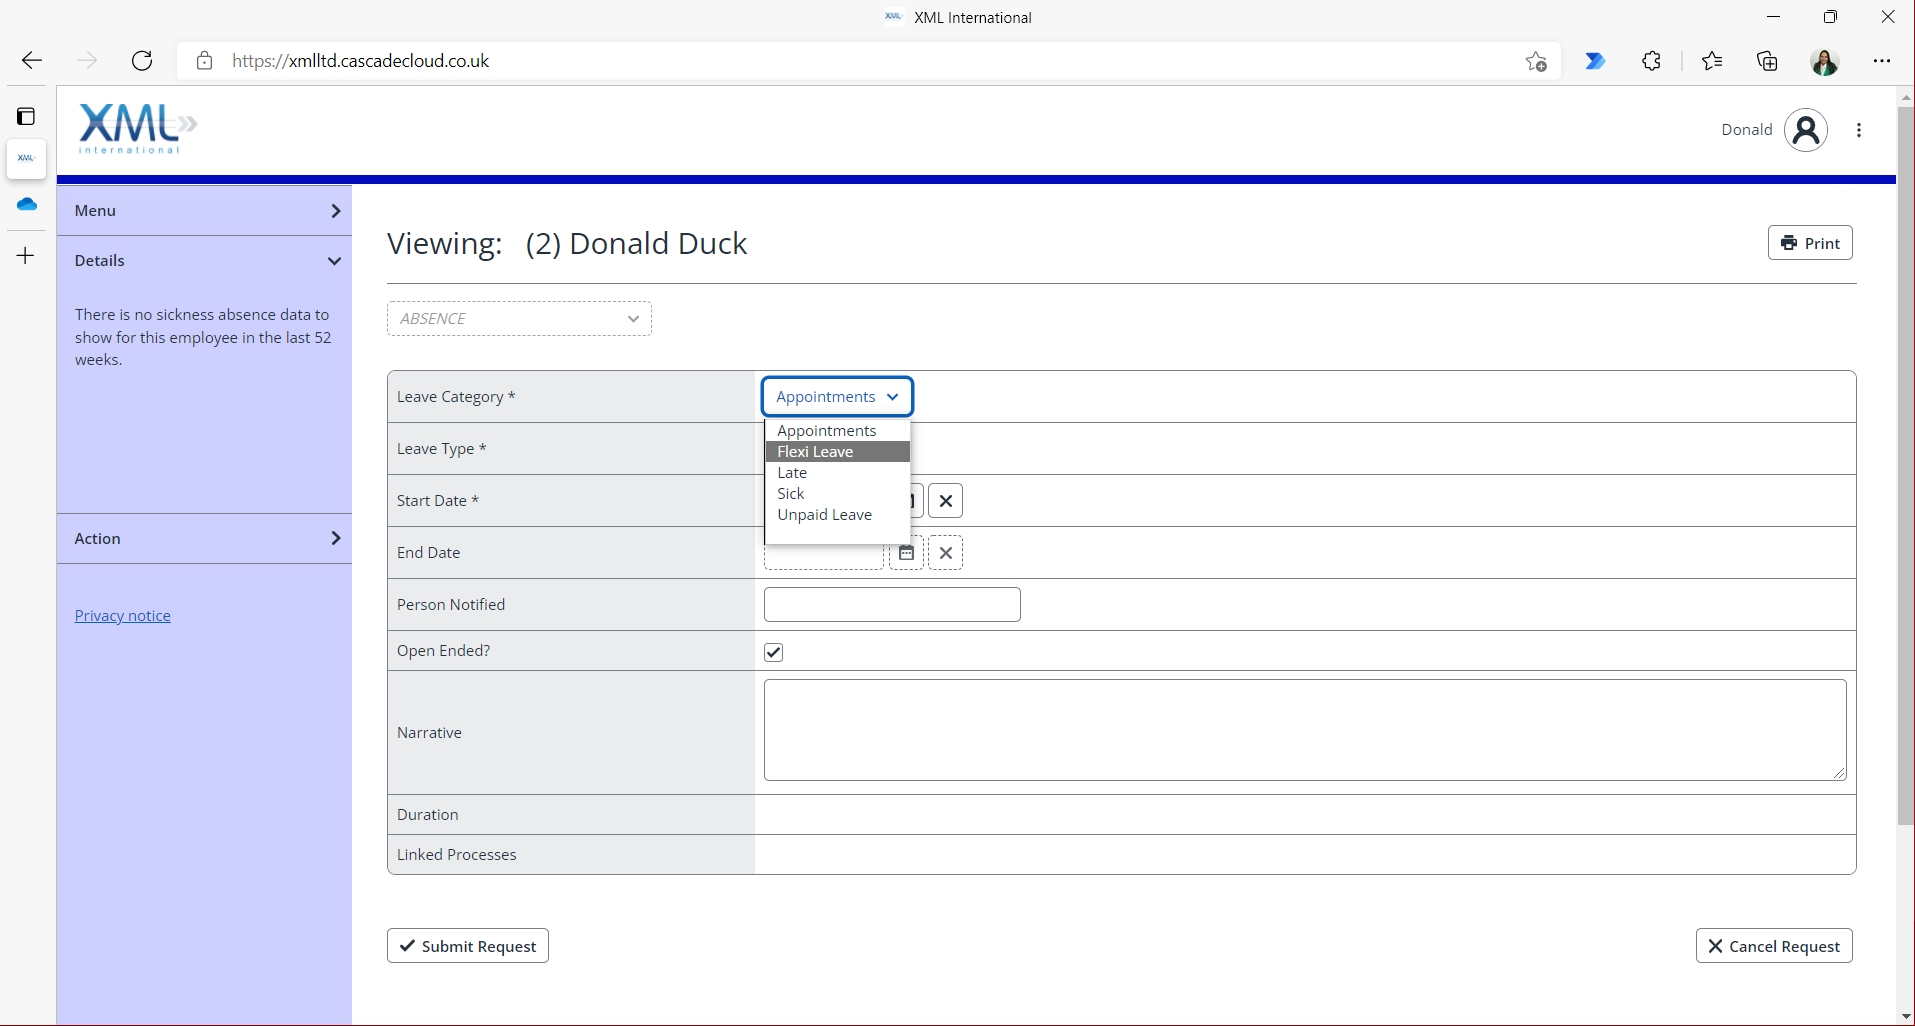 XML International
https://xmlltd.cascadecloud.co.uk
XML
international
Donald
XML
Menu
Details
There is no sickness absence data to
show for this employee in the last 52
weeks.
Action
Privacy notice
Viewing: (2) Donald Duck
Print
ABSENCE
Leave Category *
Appointments
Appointments
Flexi Leave
Late
Sick
Unpaid Leave
Leave Type *
Start Date *
End Date
Person Notified
Open Ended?
Narrative
Duration
Linked Processes
Submit Request
Cancel Request